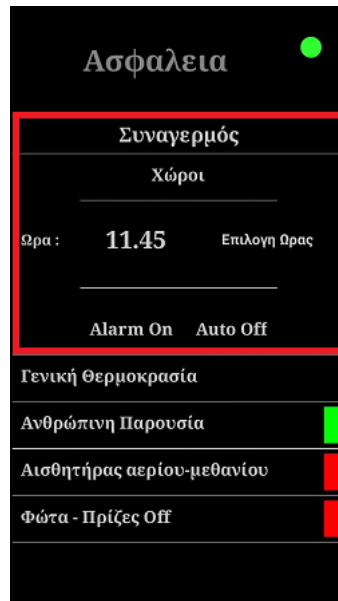 Ασφαλεια
Συναγερμός
Χώροι
Ωρα : 11.45 Επιλογη Ωρας
Alarm On Auto Off
Γενική Θερμοκρασία
Ανθρώπινη Παρουσία
Αισθητήρας αερίου-μεθανίου
Φώτα - Πρίζες Off